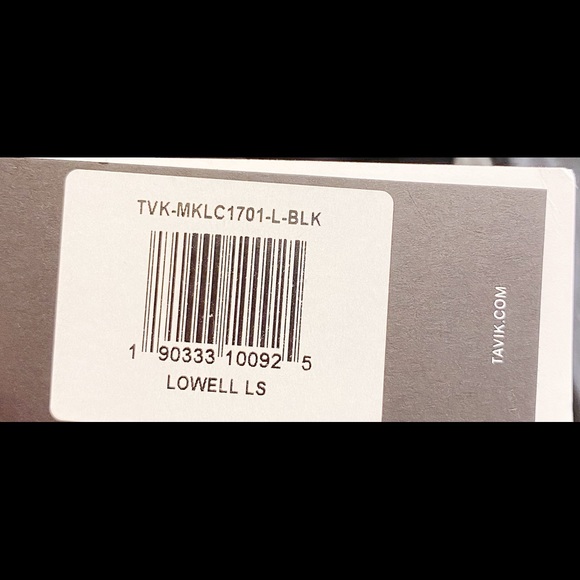 TVK-MKLC1701-L-BLK
1 90333 10092 5
LOWELL LS
TAVIK.COM